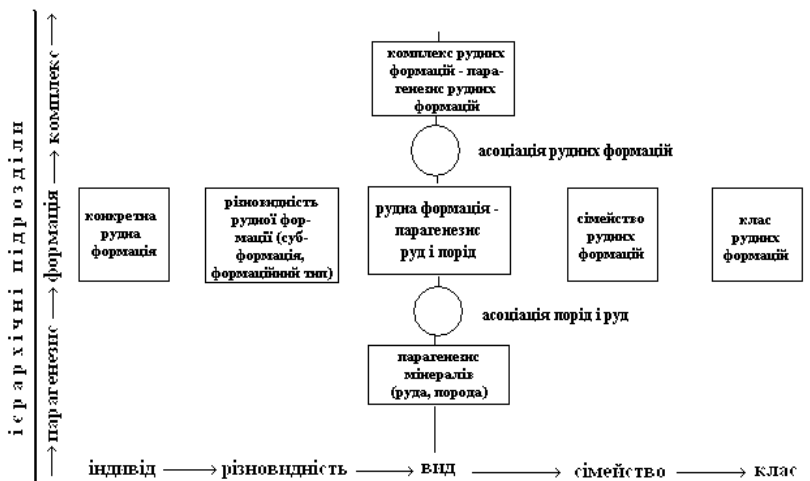 ієрархічні підрозділи
парагенезис → формація → комплекс
комплекс рудних
формацій - пара-
генезис рудних
формацій
асоціація рудних формацій
конкретна
рудна
формація
різновидність
рудної фор-
мації (суб-
формація,
формаційний тип)
рудна формація -
парагенезис
руд і порід
сімейство
рудних
формацій
клас
рудних
формацій
асоціація порід і руд
парагенезис
мінералів
(руда, порода)
індивід → різновидність → вид → сімейство → клас